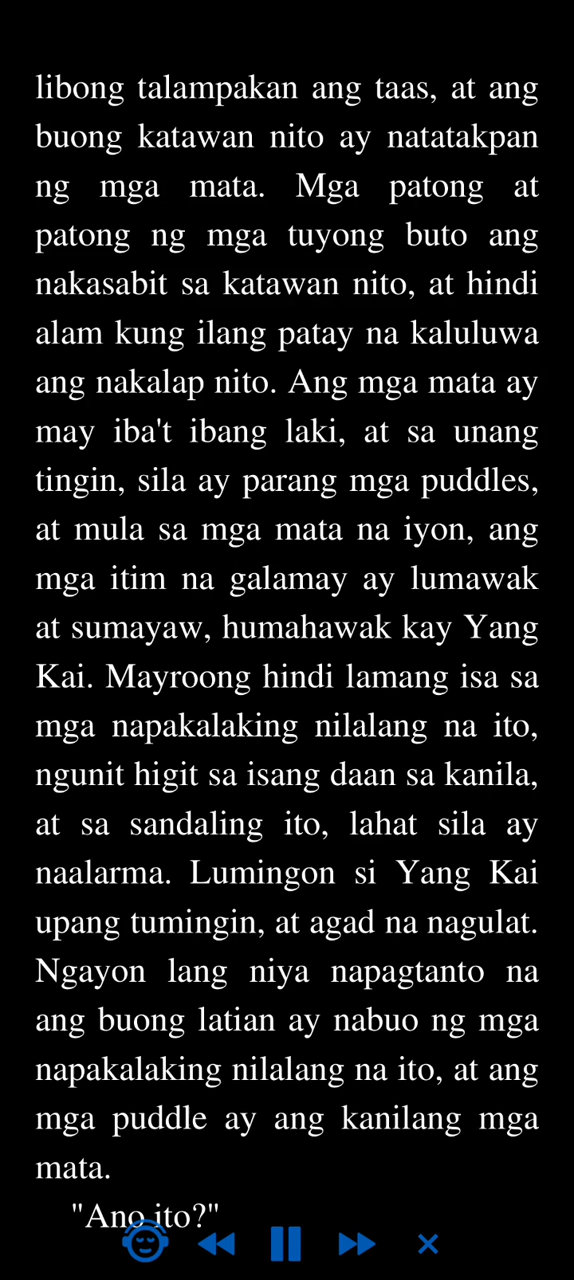 libong talampakan ang taas, at ang
buong katawan nito ay natatakpan
ng mga mata. Mga patong at
patong ng mga tuyong buto ang
nakasabit sa katawan nito, at hindi
alam kung ilang patay na kaluluwa
ang nakalap nito. Ang mga mata ay
may iba't ibang laki, at sa unang
tingin, sila ay parang mga puddles,
at mula sa mga mata na iyon, ang
mga itim na galamay ay lumawak
at sumayaw, humahawak kay Yang
Kai. Mayroong hindi lamang isa sa
mga napakalaking nilalang na ito,
ngunit higit sa isang daan sa kanila,
at sa sandaling ito, lahat sila ay
naalarma. Lumingon si Yang Kai
upang tumingin, at agad na nagulat.
Ngayon lang niya napagtanto na
ang buong latian ay nabuo ng mga
napakalaking nilalang na ito, at ang
mga puddle ay ang kanilang mga
mata.
"Ano ito?"